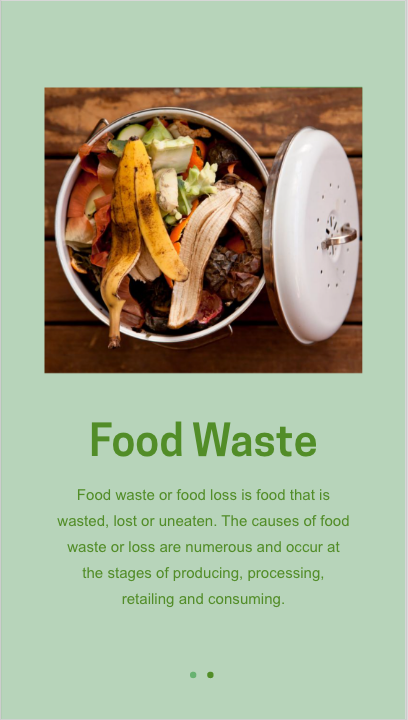 Food Waste
Food waste or food loss is food that is
wasted, lost or uneaten. The causes of food
waste or loss are numerous and occur at
the stages of producing, processing,
retailing and consuming.